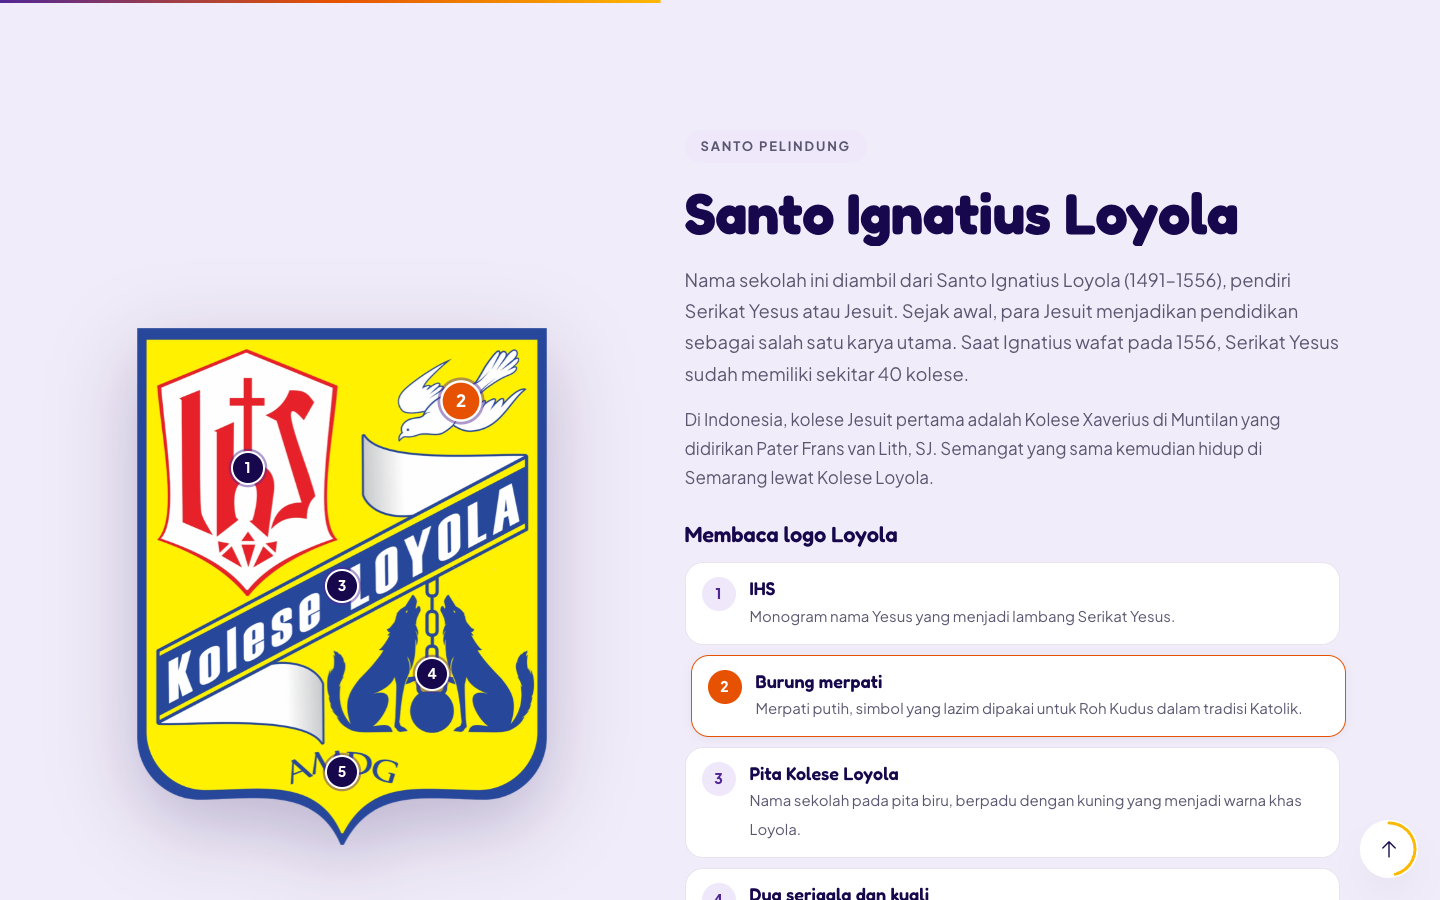 SANTO PELINDUNG
Santo Ignatius Loyola
Nama sekolah ini diambil dari Santo Ignatius Loyola (1491–1556), pendiri
Serikat Yesus atau Jesuit. Sejak awal, para Jesuit menjadikan pendidikan
sebagai salah satu karya utama. Saat Ignatius wafat pada 1556, Serikat Yesus
sudah memiliki sekitar 40 kolese.
Di Indonesia, kolese Jesuit pertama adalah Kolese Xaverius di Muntilan yang
didirikan Pater Frans van Lith, SJ. Semangat yang sama kemudian hidup di
Semarang lewat Kolese Loyola.
Membaca logo Loyola
1
IHS
Monogram nama Yesus yang menjadi lambang Serikat Yesus.
2
Burung merpati
Merpati putih, simbol yang lazim dipakai untuk Roh Kudus dalam tradisi Katolik.
3
Pita Kolese Loyola
Nama sekolah pada pita biru, berpadu dengan kuning yang menjadi warna khas
Loyola.
4
Dua serigala dan kuali
IhS
1
2
Kolese LOYOLA
3
4
AMDG
5